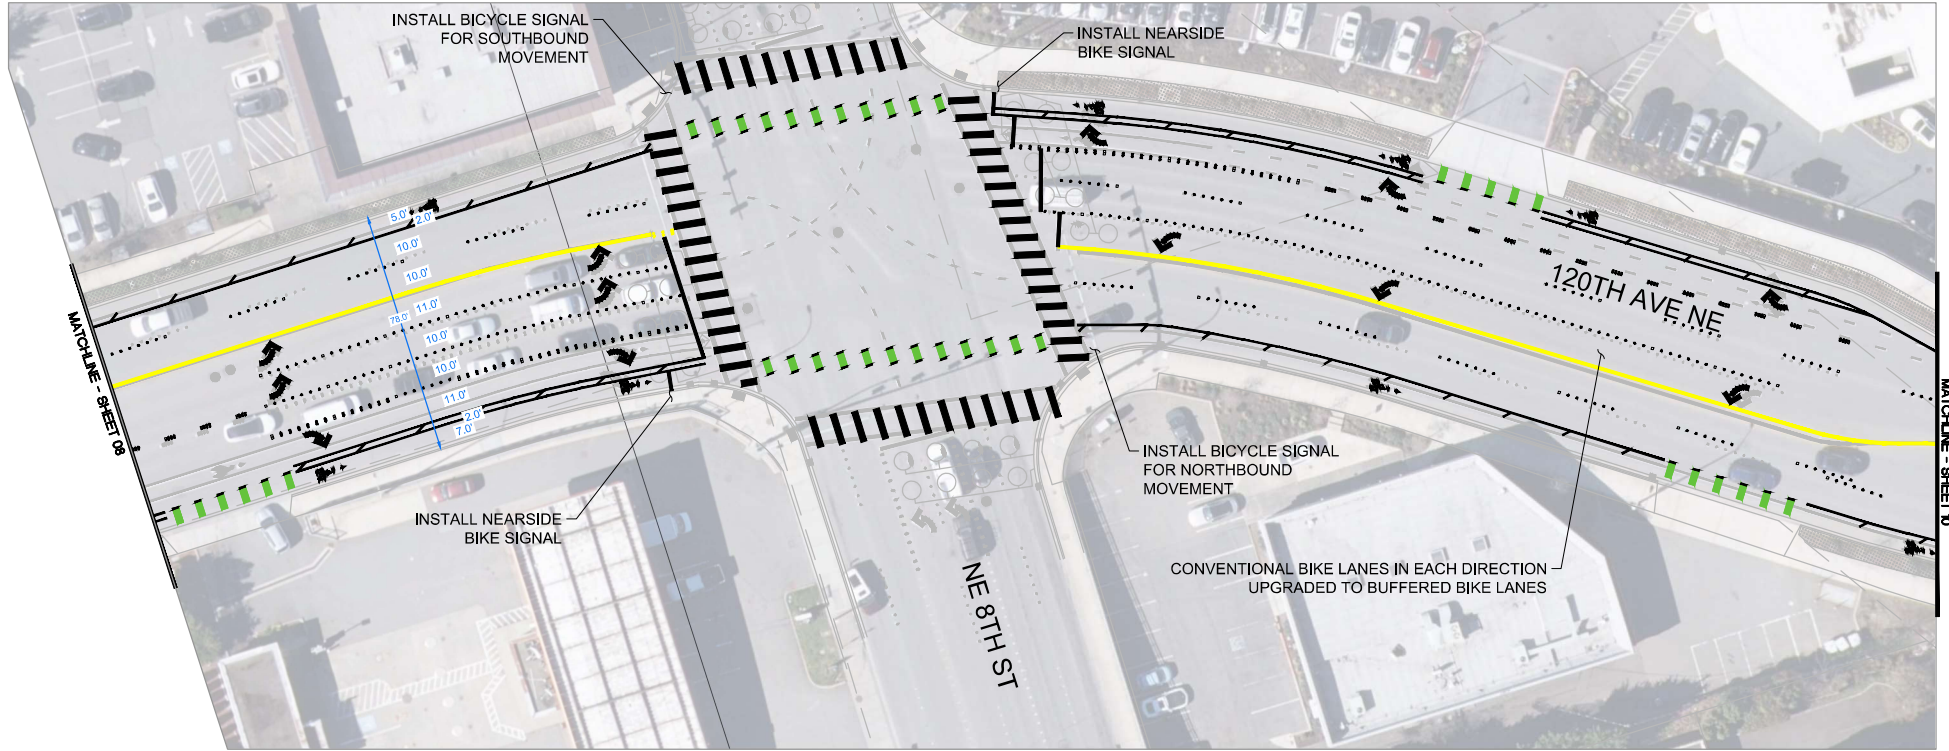 INSTALL BICYCLE SIGNAL
FOR SOUTHBOUND
MOVEMENT
INSTALL NEARSIDE
BIKE SIGNAL
5.0'
2.0'
10.0'
10.0'
11.0'
78.0'
10.0'
10.0'
11.0'
2.0'
7.0'
120TH AVE NE
MATCHLINE - SHEET 08
MATCHLINE - SHEET 10
INSTALL NEARSIDE
BIKE SIGNAL
INSTALL BICYCLE SIGNAL
FOR NORTHBOUND
MOVEMENT
CONVENTIONAL BIKE LANES IN EACH DIRECTION
UPGRADED TO BUFFERED BIKE LANES
NE 8TH ST